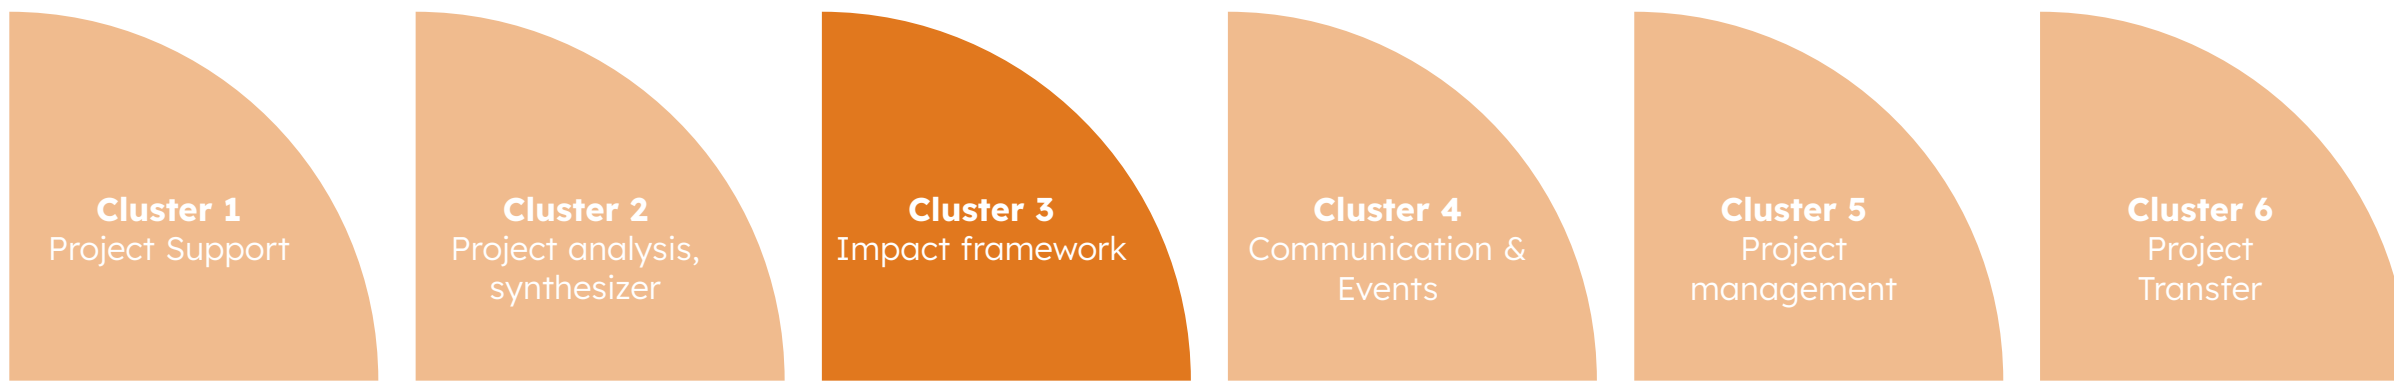 Cluster 1
Project Support
Cluster 2
Project analysis,
synthesizer
Cluster 3
Impact framework
Cluster 4
Communication &
Events
Cluster 5
Project
management
Cluster 6
Project
Transfer